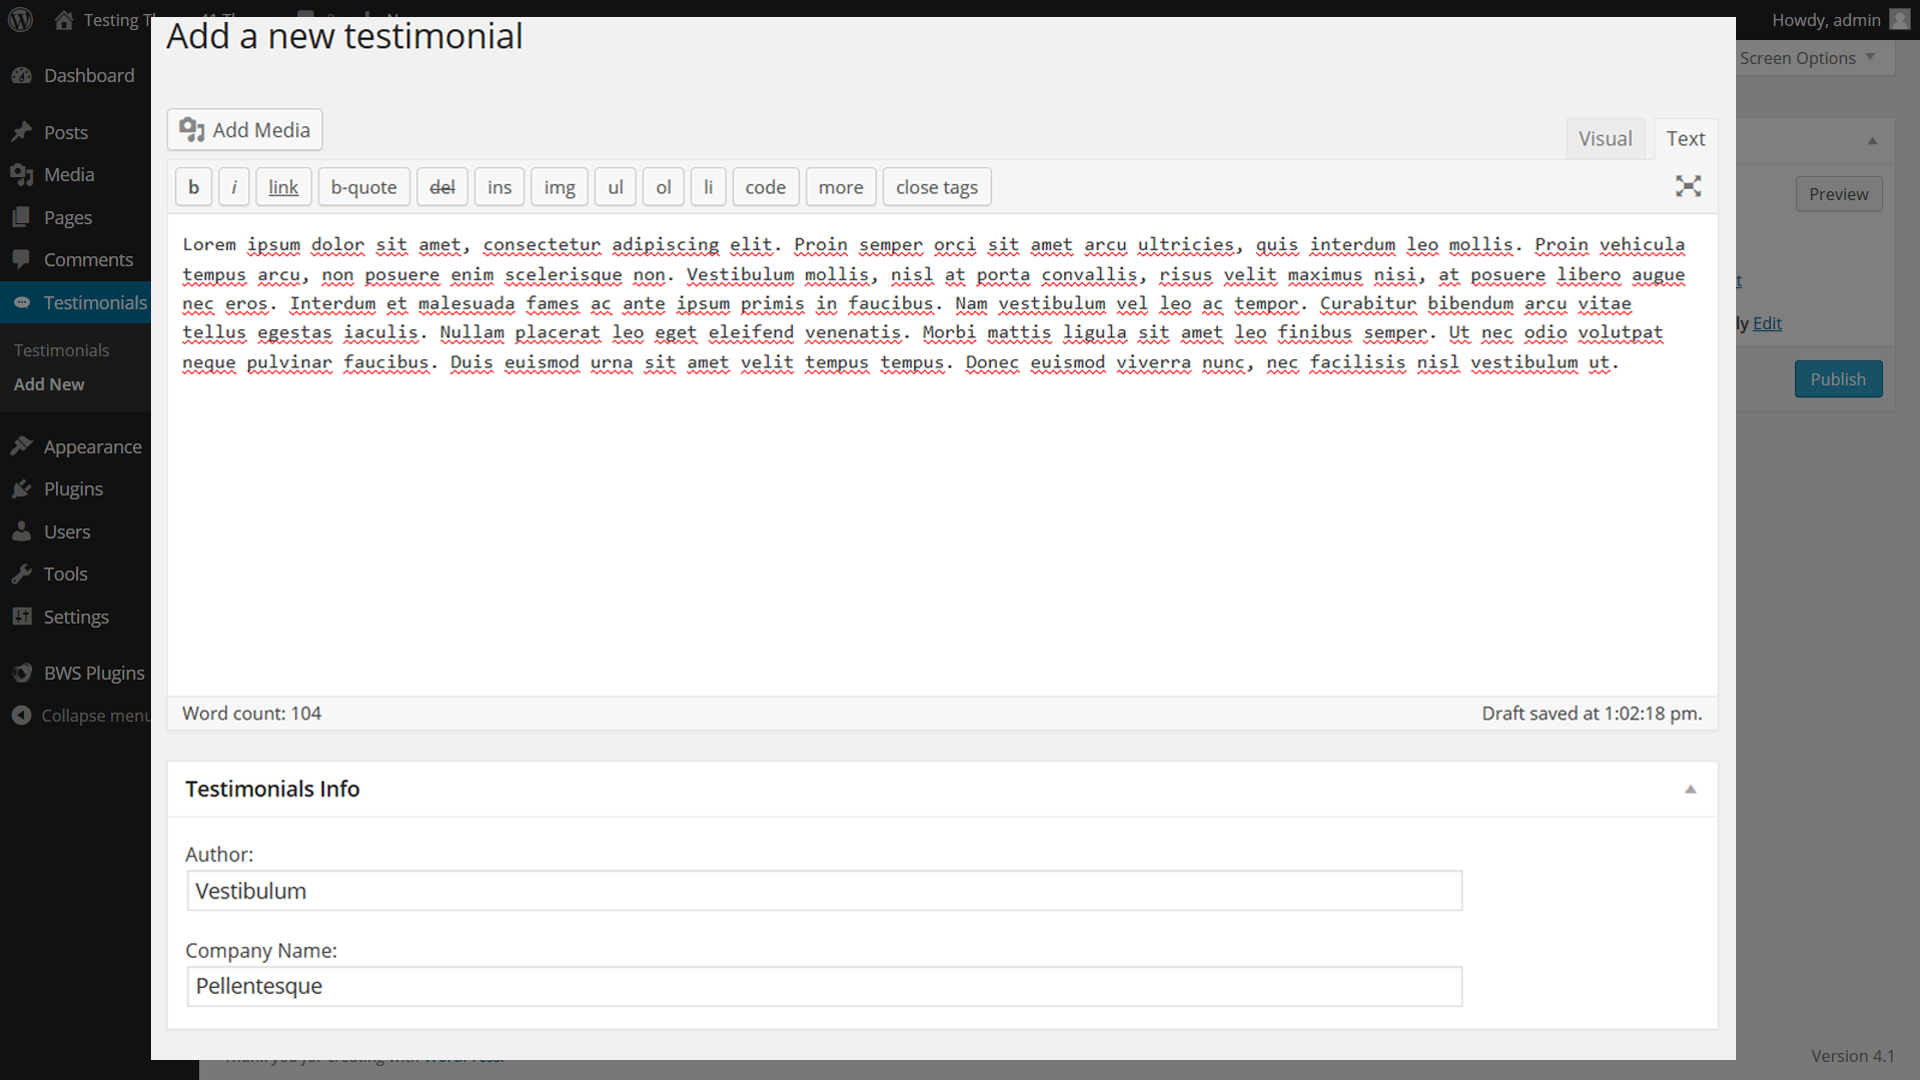 Testing
Howdy, admin
Add a new testimonial
Screen Options
Dashboard
Posts
Media
Pages
Comments
Testimonials
Testimonials
Add New
Appearance
Plugins
Users
Tools
Settings
BWS Plugins
Collapse menu
Add Media
Visual Text
b i link b-quote del ins img ul ol li code more close tags
Lorem ipsum dolor sit amet, consectetur adipiscing elit. Proin semper orci sit amet arcu ultricies, quis interdum leo mollis. Proin vehicula
tempus arcu, non posuere enim scelerisque non. Vestibulum mollis, nisl at porta convallis, risus velit maximus nisi, at posuere libero augue
nec eros. Interdum et malesuada fames ac ante ipsum primis in faucibus. Nam vestibulum vel leo ac tempor. Curabitur bibendum arcu vitae
tellus egestas iaculis. Nullam placerat leo eget eleifend venenatis. Morbi mattis ligula sit amet leo finibus semper. Ut nec odio volutpat
neque pulvinar faucibus. Duis euismod urna sit amet velit tempus tempus. Donec euismod viverra nunc, nec facilisis nisl vestibulum ut.
Word count: 104
Draft saved at 1:02:18 pm.
Testimonials Info
Author:
Vestibulum
Company Name:
Pellentesque
Preview
Edit
Publish
Version 4.1